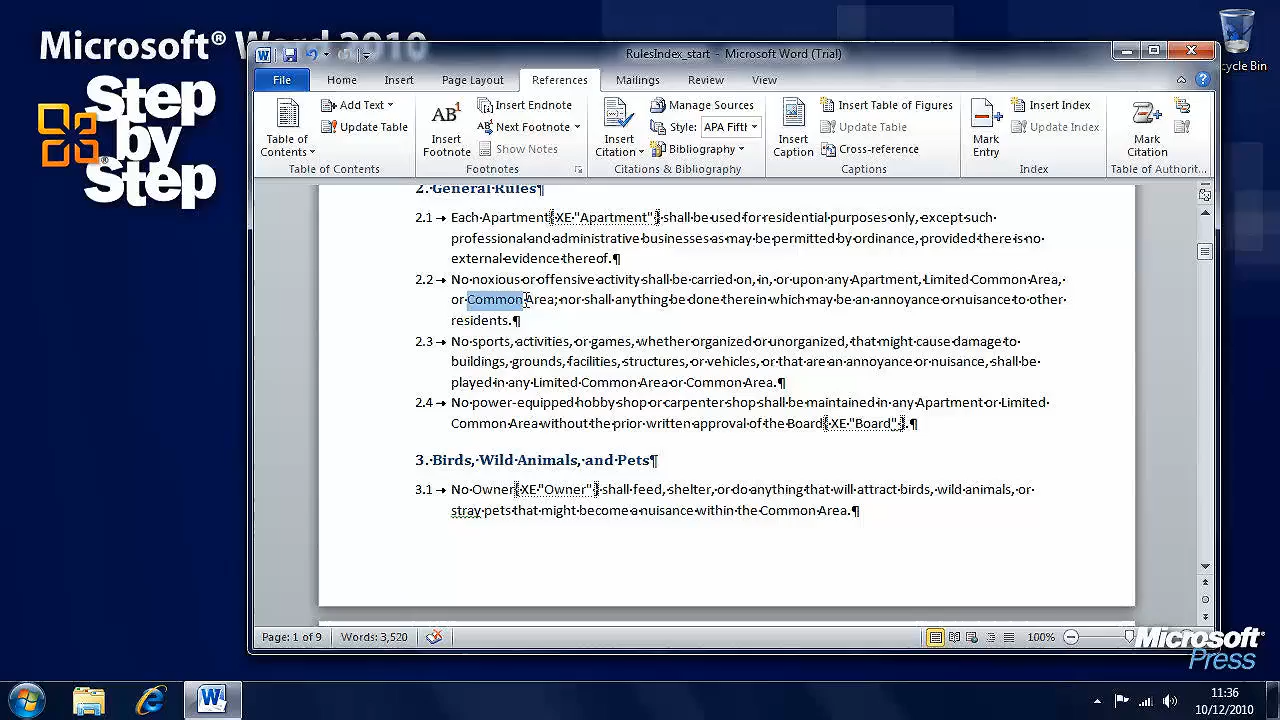 Microsoft® Word 2010
Step
by
Step
Recycle Bin
RulesIndex_start - Microsoft Word (Trial)
File Home Insert Page Layout References Mailings Review View
Table of Contents
Add Text
Update Table
Table of Contents
AB¹
Insert Footnote
Insert Endnote
Next Footnote
Show Notes
Footnotes
Insert Citation
Manage Sources
Style: APA Fifth
Bibliography
Citations & Bibliography
Insert Caption
Insert Table of Figures
Update Table
Cross-reference
Captions
Mark Entry
Insert Index
Update Index
Index
Mark Citation
Table of Authorit...
2. General Rules¶
2.1 → Each Apartment{ XE "Apartment" } shall be used for residential purposes only, except such
professional and administrative businesses as may be permitted by ordinance, provided there is no
external evidence thereof.¶
2.2 → No noxious or offensive activity shall be carried on, in, or upon any Apartment, Limited Common Area,
or Common Area; nor shall anything be done therein which may be an annoyance or nuisance to other
residents.¶
2.3 → No sports, activities, or games, whether organized or unorganized, that might cause damage to
buildings, grounds, facilities, structures, or vehicles, or that are an annoyance or nuisance, shall be
played in any Limited Common Area or Common Area.¶
2.4 → No power-equipped hobby shop or carpenter shop shall be maintained in any Apartment or Limited
Common Area without the prior written approval of the Board{ XE "Board" }.¶
3. Birds, Wild Animals, and Pets¶
3.1 → No Owner{ XE "Owner" } shall feed, shelter, or do anything that will attract birds, wild animals, or
stray pets that might become a nuisance within the Common Area.¶
Page: 1 of 9 Words: 3,520 100%
Microsoft
Press
11:36
10/12/2010